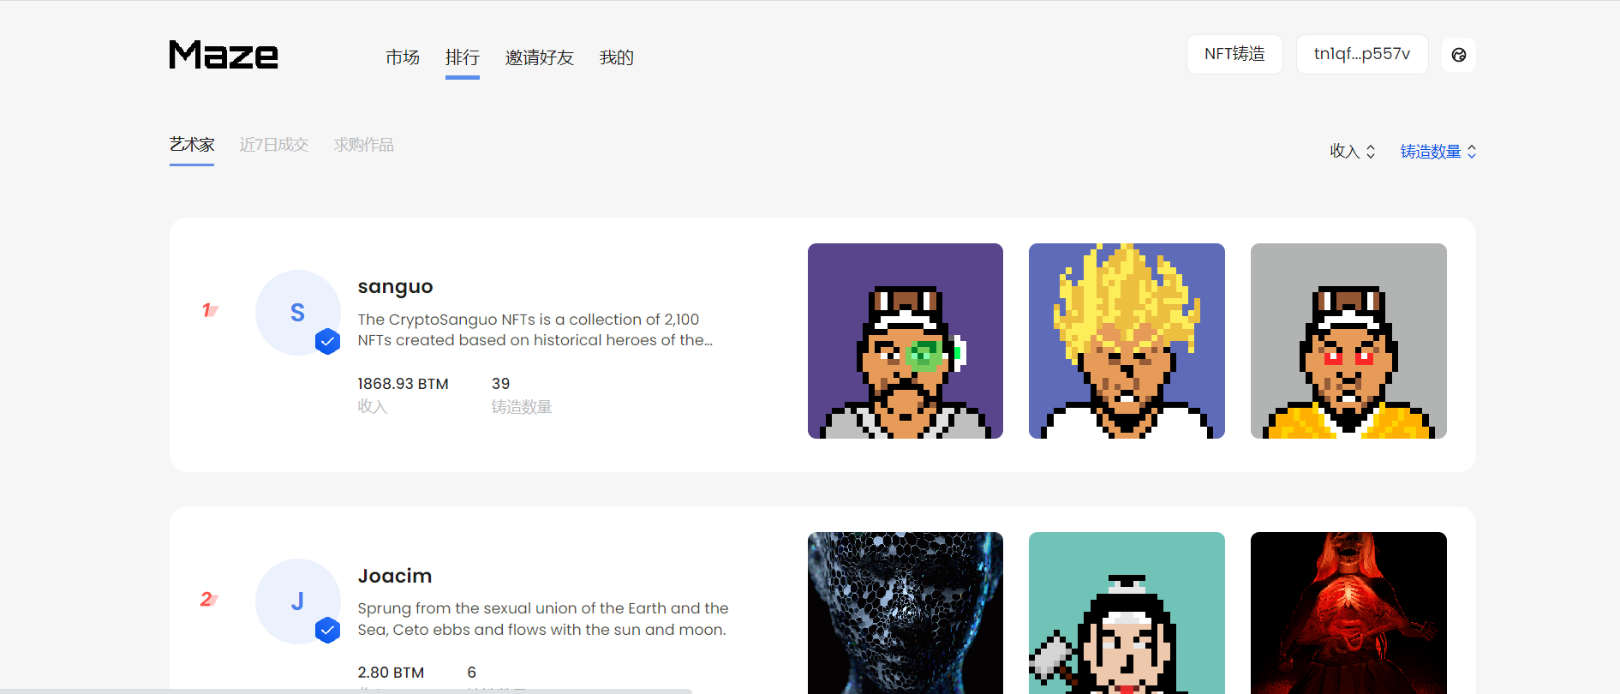 Maze
市场 排行 邀请好友 我的
NFT铸造 tn1qf...p557v
艺术家 近7日成交 求购作品
收入 铸造数量
1
S
sanguo
The CryptoSanguo NFTs is a collection of 2,100
NFTs created based on historical heroes of the...
1868.93 BTM 39
收入 铸造数量
2
J
Joacim
Sprung from the sexual union of the Earth and the
Sea, Ceto ebbs and flows with the sun and moon.
2.80 BTM 6